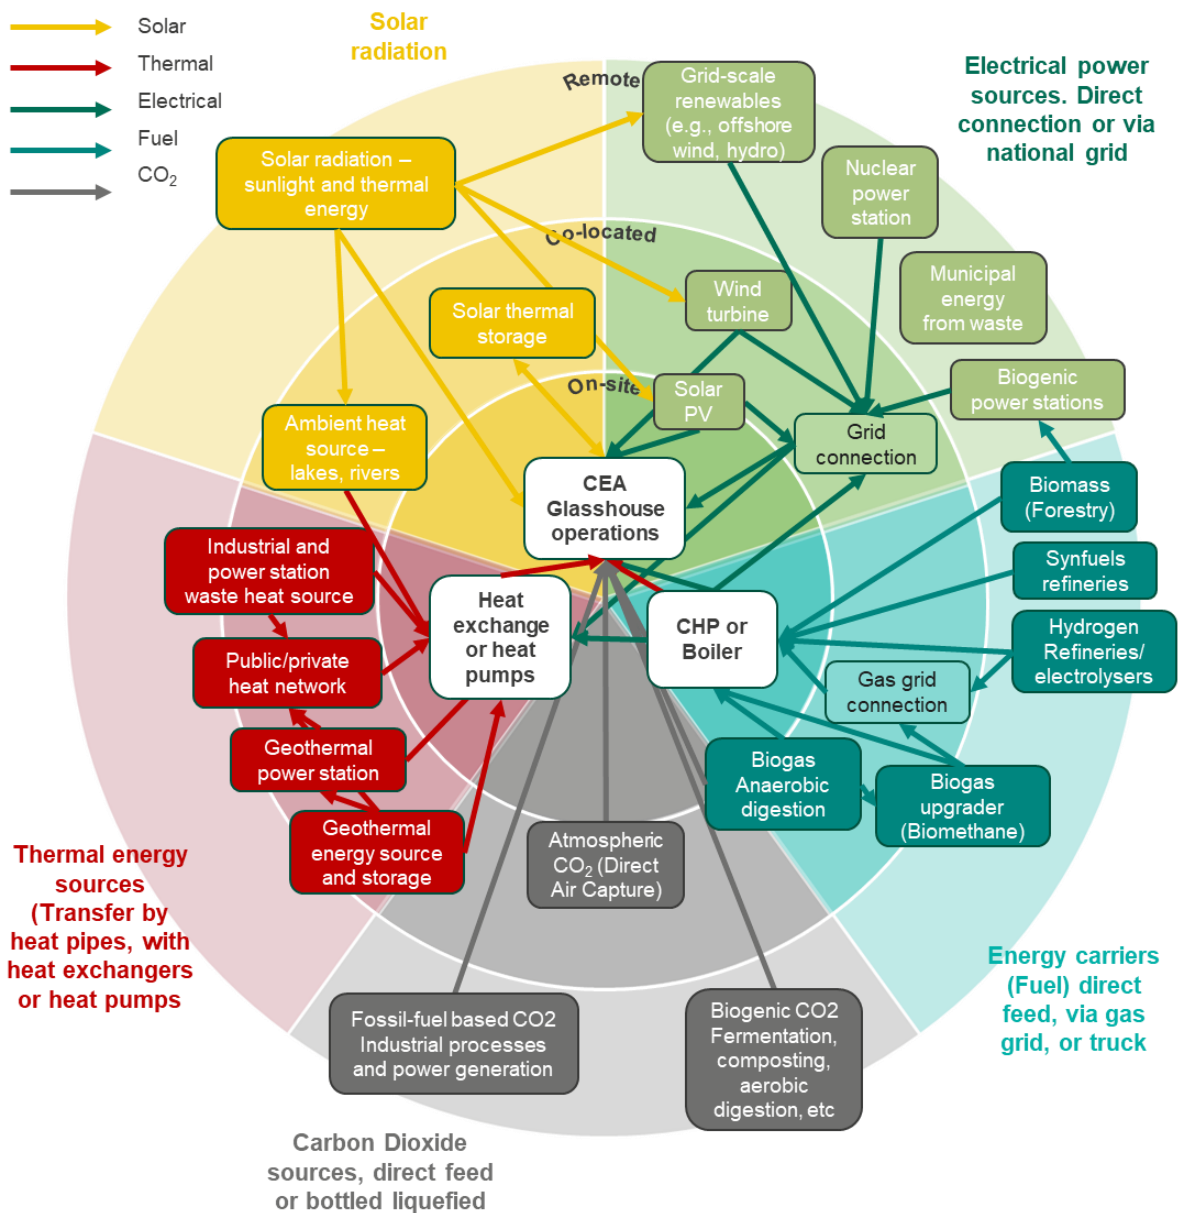 Solar
Thermal
Electrical
Fuel
CO₂
Solar
radiation
Electrical power
sources. Direct
connection or via
national grid
Remote
Grid-scale
renewables
(e.g., offshore
wind, hydro)
Solar radiation –
sunlight and thermal
energy
Nuclear
power
station
Co-located
Municipal
energy
from waste
Wind
turbine
Solar thermal
storage
On-site
Solar
PV
Biogenic
power stations
Ambient heat
source –
lakes, rivers
Grid
connection
CEA
Glasshouse
operations
Biomass
(Forestry)
Industrial and
power station
waste heat source
Synfuels
refineries
Heat
exchange
or heat
pumps
CHP or
Boiler
Hydrogen
Refineries/
electrolysers
Public/private
heat network
Gas grid
connection
Geothermal
power station
Biogas
Anaerobic
digestion
Biogas
upgrader
(Biomethane)
Geothermal
energy source
and storage
Atmospheric
CO₂ (Direct
Air Capture)
Thermal energy
sources
(Transfer by
heat pipes, with
heat exchangers
or heat pumps
Energy carriers
(Fuel) direct
feed, via gas
grid, or truck
Fossil-fuel based CO2
Industrial processes
and power generation
Biogenic CO2
Fermentation,
composting,
aerobic
digestion, etc
Carbon Dioxide
sources, direct feed
or bottled liquefied